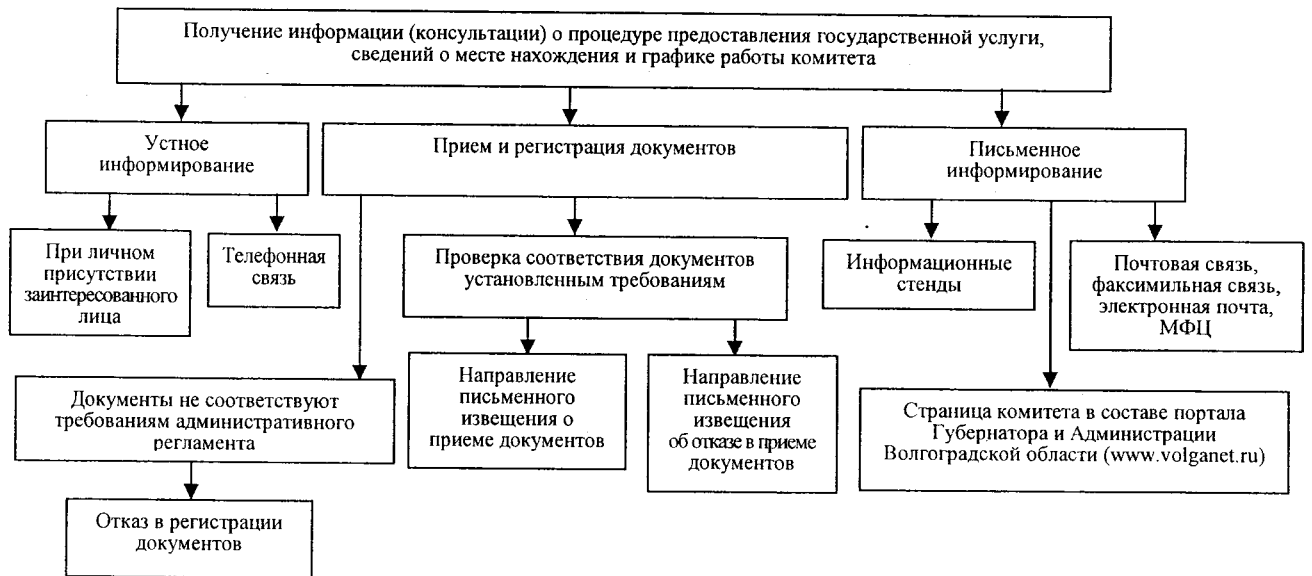 Получение информации (консультации) о процедуре предоставления государственной услуги,
сведений о месте нахождения и графике работы комитета
Устное
информирование
Прием и регистрация документов
Письменное
информирование
При личном
присутствии
заинтересованного
лица
Телефонная
связь
Проверка соответствия документов
установленным требованиям
Информационные
стенды
Почтовая связь,
факсимильная связь,
электронная почта,
МФЦ
Документы не соответствуют
требованиям административного
регламента
Направление
письменного
извещения о
приеме документов
Направление
письменного
извещения
об отказе в приеме
документов
Страница комитета в составе портала
Губернатора и Администрации
Волгоградской области (www.volganet.ru)
Отказ в регистрации
документов